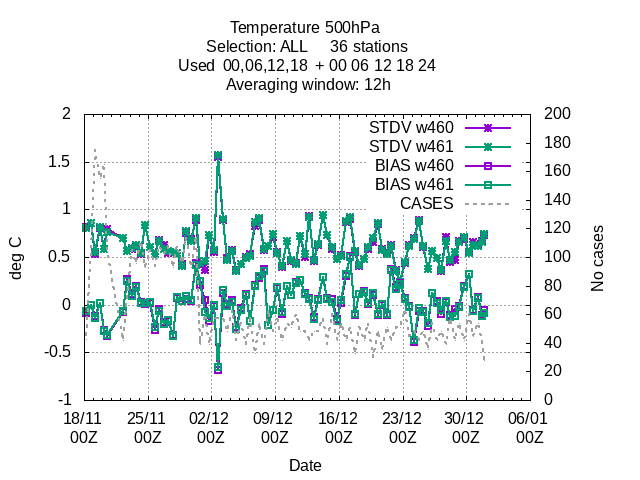 Temperature 500hPa
Selection: ALL     36 stations
Used  00,06,12,18  + 00 06 12 18 24
Averaging window: 12h
STDV w460
STDV w461
BIAS w460
BIAS w461
CASES
deg C
2
1.5
1
0.5
0
-0.5
-1
200
180
160
140
120
100
80
60
40
20
0
No cases
18/11 25/11 02/12 09/12 16/12 23/12 30/12 06/01
00Z 00Z 00Z 00Z 00Z 00Z 00Z 00Z
Date